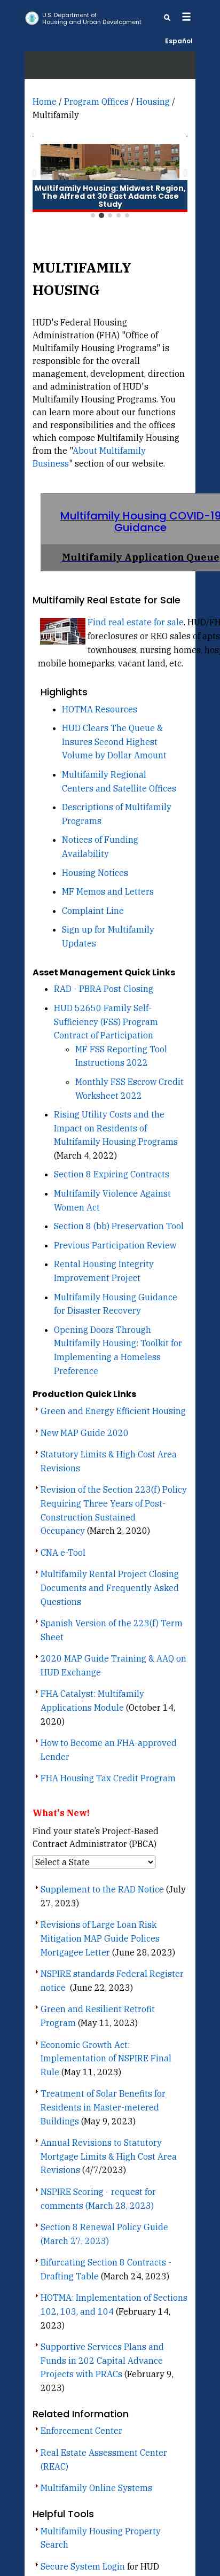 U.S. Department of
Housing and Urban Development
Español
Home / Program Offices / Housing /
Multifamily
Multifamily Housing: Midwest Region,
The Alfred at 30 East Adams Case
Study
MULTIFAMILY
HOUSING
HUD's Federal Housing
Administration (FHA) "Office of
Multifamily Housing Programs" is
responsible for the overall
management, development, direction
and administration of HUD's
Multifamily Housing Programs. You
can learn more about our functions
and responsibilities and the offices
which compose Multifamily Housing
from the "About Multifamily
Business" section of our website.
Multifamily Housing COVID-19
Guidance
Multifamily Application Queue
Multifamily Real Estate for Sale
Find real estate for sale. HUD/FH
foreclosures or REO sales of apts
townhouses, nursing homes, hos
mobile homeparks, vacant land, etc.
Highlights
HOTMA Resources
HUD Clears The Queue &
Insures Second Highest
Volume by Dollar Amount
Multifamily Regional
Centers and Satellite Offices
Descriptions of Multifamily
Programs
Notices of Funding
Availability
Housing Notices
MF Memos and Letters
Complaint Line
Sign up for Multifamily
Updates
Asset Management Quick Links
RAD - PBRA Post Closing
HUD 52650 Family Self-
Sufficiency (FSS) Program
Contract of Participation
MF FSS Reporting Tool
Instructions 2022
Monthly FSS Escrow Credit
Worksheet 2022
Rising Utility Costs and the
Impact on Residents of
Multifamily Housing Programs
(March 4, 2022)
Section 8 Expiring Contracts
Multifamily Violence Against
Women Act
Section 8 (bb) Preservation Tool
Previous Participation Review
Rental Housing Integrity
Improvement Project
Multifamily Housing Guidance
for Disaster Recovery
Opening Doors Through
Multifamily Housing: Toolkit for
Implementing a Homeless
Preference
Production Quick Links
Green and Energy Efficient Housing
New MAP Guide 2020
Statutory Limits & High Cost Area
Revisions
Revision of the Section 223(f) Policy
Requiring Three Years of Post-
Construction Sustained
Occupancy (March 2, 2020)
CNA e-Tool
Multifamily Rental Project Closing
Documents and Frequently Asked
Questions
Spanish Version of the 223(f) Term
Sheet
2020 MAP Guide Training & AAQ on
HUD Exchange
FHA Catalyst: Multifamily
Applications Module (October 14,
2020)
How to Become an FHA-approved
Lender
FHA Housing Tax Credit Program
What's New!
Find your state's Project-Based
Contract Administrator (PBCA)
Select a State
Supplement to the RAD Notice (July
27, 2023)
Revisions of Large Loan Risk
Mitigation MAP Guide Polices
Mortgagee Letter (June 28, 2023)
NSPIRE standards Federal Register
notice (June 22, 2023)
Green and Resilient Retrofit
Program (May 11, 2023)
Economic Growth Act:
Implementation of NSPIRE Final
Rule (May 11, 2023)
Treatment of Solar Benefits for
Residents in Master-metered
Buildings (May 9, 2023)
Annual Revisions to Statutory
Mortgage Limits & High Cost Area
Revisions (4/7/2023)
NSPIRE Scoring - request for
comments (March 28, 2023)
Section 8 Renewal Policy Guide
(March 27, 2023)
Bifurcating Section 8 Contracts -
Drafting Table (March 24, 2023)
HOTMA: Implementation of Sections
102, 103, and 104 (February 14,
2023)
Supportive Services Plans and
Funds in 202 Capital Advance
Projects with PRACs (February 9,
2023)
Related Information
Enforcement Center
Real Estate Assessment Center
(REAC)
Multifamily Online Systems
Helpful Tools
Multifamily Housing Property
Search
Secure System Login for HUD